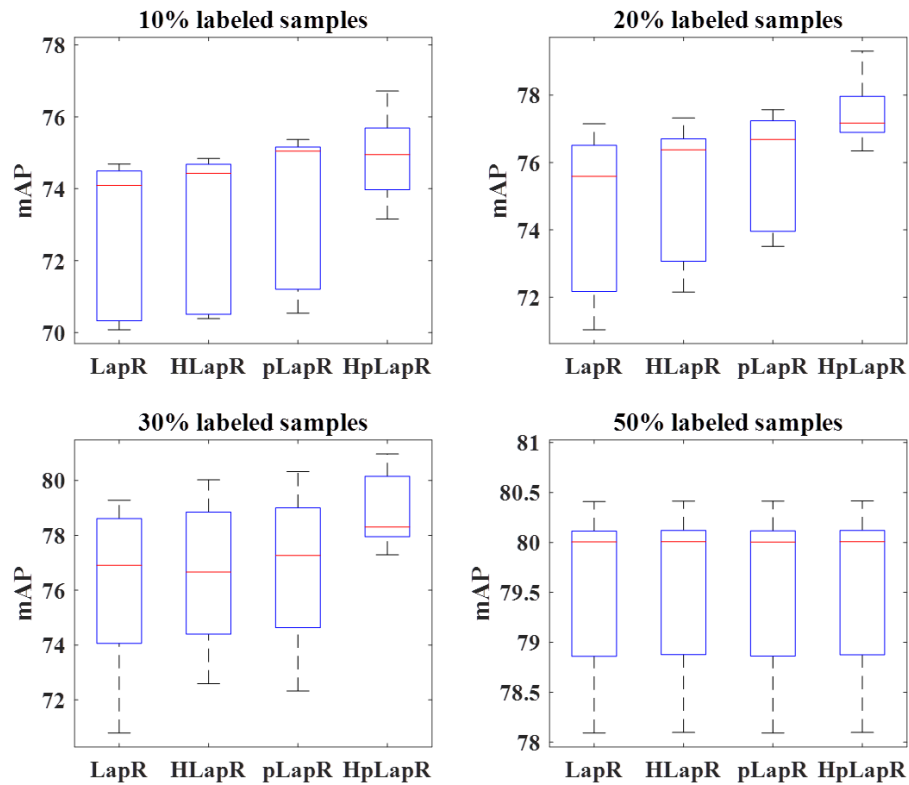 10% labeled samples
78
76
74
72
70
mAP
LapR HLapR pLapR HpLapR
20% labeled samples
78
76
74
72
mAP
LapR HLapR pLapR HpLapR
30% labeled samples
80
78
76
74
72
mAP
LapR HLapR pLapR HpLapR
50% labeled samples
81
80.5
80
79.5
79
78.5
78
mAP
LapR HLapR pLapR HpLapR